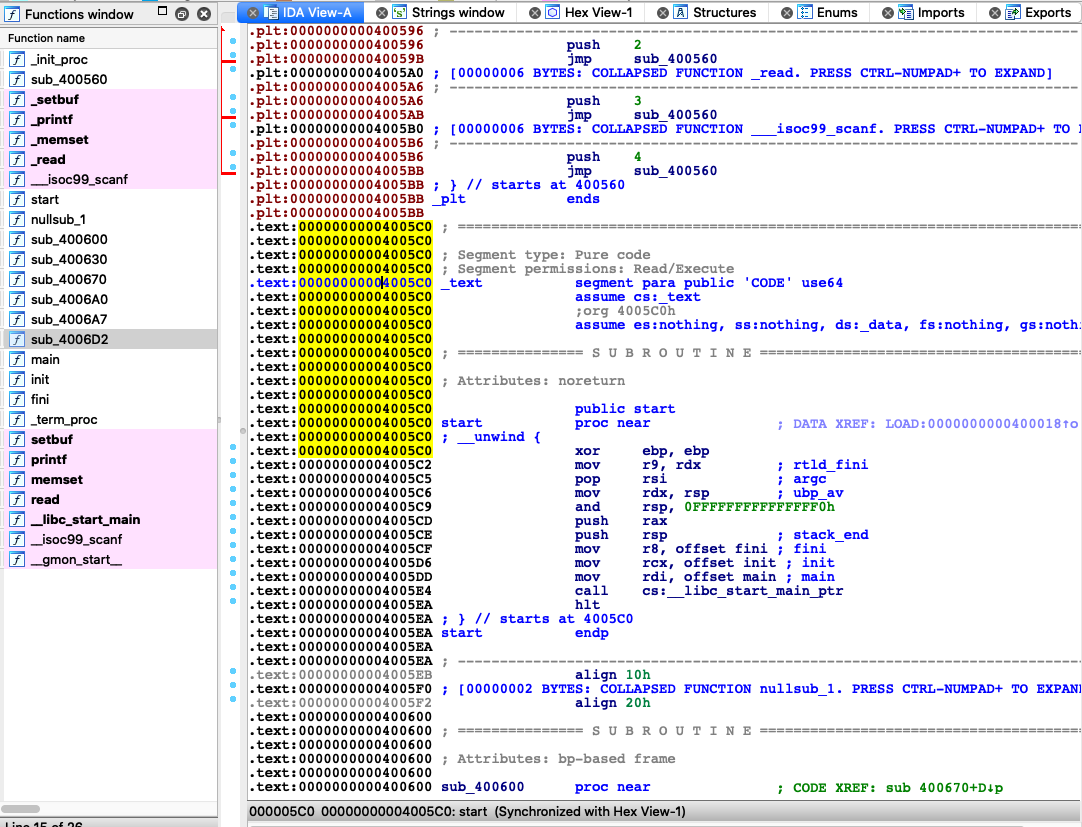 Functions window
IDA View-A
Strings window
Hex View-1
Structures
Enums
Imports
Exports
Function name
_init_proc
sub_400560
_setbuf
_printf
_memset
_read
___isoc99_scanf
start
nullsub_1
sub_400600
sub_400630
sub_400670
sub_4006A0
sub_4006A7
sub_4006D2
main
init
fini
_term_proc
setbuf
printf
memset
read
__libc_start_main
__isoc99_scanf
__gmon_start__
.plt:0000000000400596 ; ---------------------------------------------------------------------------
.plt:0000000000400596 push 2
.plt:000000000040059B jmp sub_400560
.plt:00000000004005A0 ; [00000006 BYTES: COLLAPSED FUNCTION _read. PRESS CTRL-NUMPAD+ TO EXPAND]
.plt:00000000004005A6 ; ---------------------------------------------------------------------------
.plt:00000000004005A6 push 3
.plt:00000000004005AB jmp sub_400560
.plt:00000000004005B0 ; [00000006 BYTES: COLLAPSED FUNCTION ___isoc99_scanf. PRESS CTRL-NUMPAD+ TO
.plt:00000000004005B6 ; ---------------------------------------------------------------------------
.plt:00000000004005B6 push 4
.plt:00000000004005BB jmp sub_400560
.plt:00000000004005BB ; } // starts at 400560
.plt:00000000004005BB _plt ends
.plt:00000000004005BB
.text:00000000004005C0 ; ===========================================================================
.text:00000000004005C0
.text:00000000004005C0 ; Segment type: Pure code
.text:00000000004005C0 ; Segment permissions: Read/Execute
.text:00000000004005C0 _text segment para public 'CODE' use64
.text:00000000004005C0 assume cs:_text
.text:00000000004005C0 ;org 4005C0h
.text:00000000004005C0 assume es:nothing, ss:nothing, ds:_data, fs:nothing, gs:nothi
.text:00000000004005C0
.text:00000000004005C0 ; =============== S U B R O U T I N E =======================================
.text:00000000004005C0
.text:00000000004005C0 ; Attributes: noreturn
.text:00000000004005C0
.text:00000000004005C0 public start
.text:00000000004005C0 start proc near ; DATA XREF: LOAD:0000000000400018↑o
.text:00000000004005C0 ; __unwind {
.text:00000000004005C0 xor ebp, ebp
.text:00000000004005C2 mov r9, rdx ; rtld_fini
.text:00000000004005C5 pop rsi ; argc
.text:00000000004005C6 mov rdx, rsp ; ubp_av
.text:00000000004005C9 and rsp, 0FFFFFFFFFFFFFFF0h
.text:00000000004005CD push rax
.text:00000000004005CE push rsp ; stack_end
.text:00000000004005CF mov r8, offset fini ; fini
.text:00000000004005D6 mov rcx, offset init ; init
.text:00000000004005DD mov rdi, offset main ; main
.text:00000000004005E4 call cs:__libc_start_main_ptr
.text:00000000004005EA hlt
.text:00000000004005EA ; } // starts at 4005C0
.text:00000000004005EA start endp
.text:00000000004005EA
.text:00000000004005EA ; ---------------------------------------------------------------------------
.text:00000000004005EB align 10h
.text:00000000004005F0 ; [00000002 BYTES: COLLAPSED FUNCTION nullsub_1. PRESS CTRL-NUMPAD+ TO EXPAN
.text:00000000004005F2 align 20h
.text:0000000000400600
.text:0000000000400600 ; =============== S U B R O U T I N E =======================================
.text:0000000000400600
.text:0000000000400600 ; Attributes: bp-based frame
.text:0000000000400600
.text:0000000000400600 sub_400600 proc near ; CODE XREF: sub_400670+D↓p
000005C0 00000000004005C0: start (Synchronized with Hex View-1)
Line 15 of 26